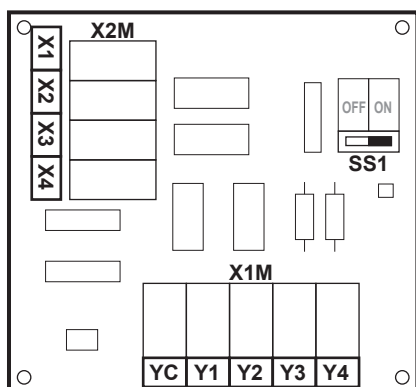 X2M
X1
X2
X3
X4
OFF ON
SS1
X1M
YC Y1 Y2 Y3 Y4